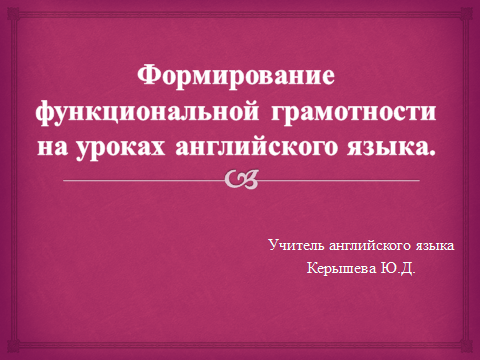 Формирование
функциональной грамотности
на уроках английского языка.
Учитель английского языка
Керышева Ю.Д.